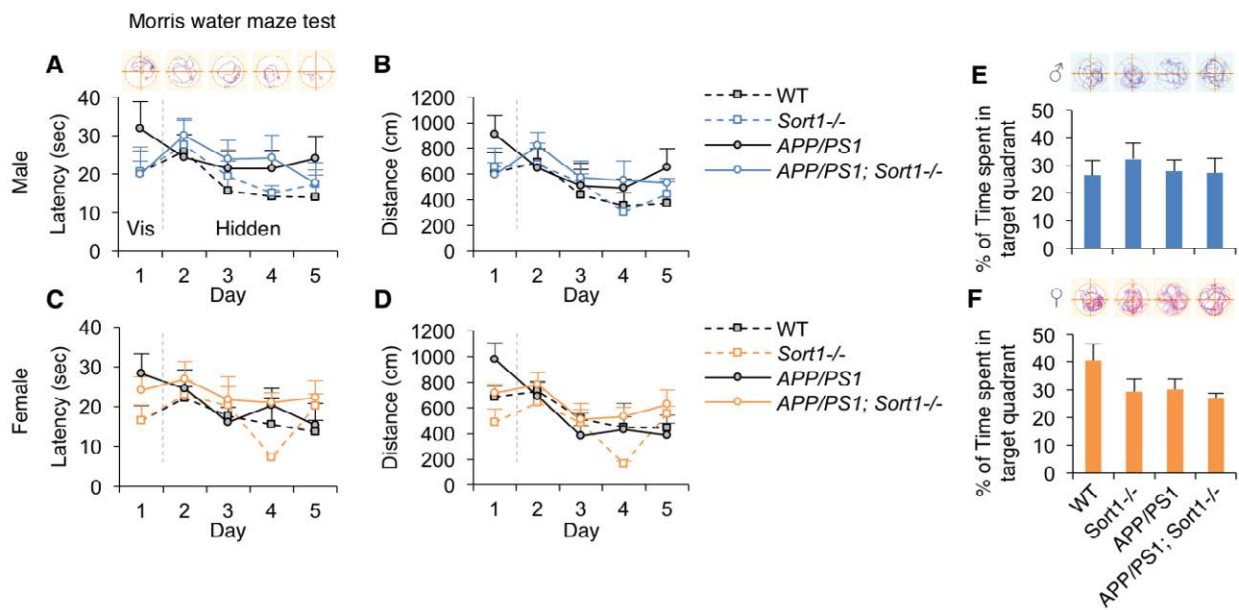 Morris water maze test
A
Male
Latency (sec)
40
30
20
10
0
Vis
Hidden
1 2 3 4 5
Day
B
Distance (cm)
1200
1000
800
600
400
200
0
1 2 3 4 5
Day
WT
Sort1-/-
APP/PS1
APP/PS1; Sort1-/-
C
Female
Latency (sec)
40
30
20
10
0
1 2 3 4 5
Day
D
Distance (cm)
1200
1000
800
600
400
200
0
1 2 3 4 5
Day
WT
Sort1-/-
APP/PS1
APP/PS1; Sort1-/-
E
♂
% of Time spent in
target quadrant
50
40
30
20
10
0
F
♀
% of Time spent in
target quadrant
50
40
30
20
10
0
WT
Sort1-/-
APP/PS1
APP/PS1; Sort1-/-